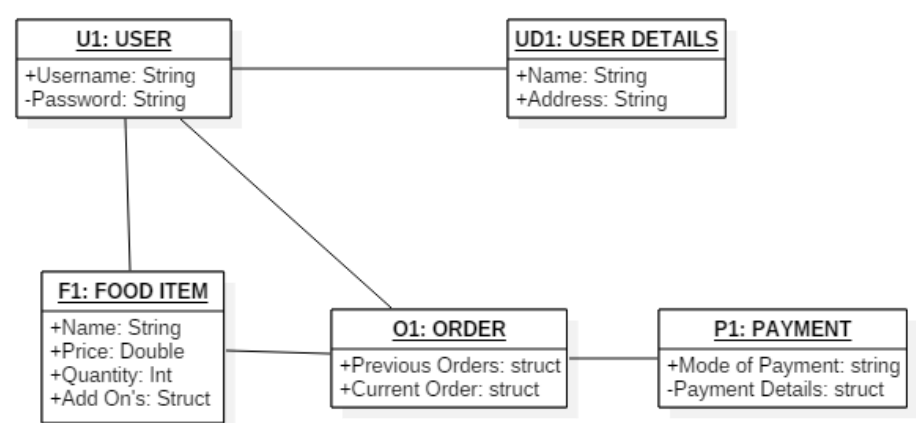 U1: USER
+Username: String
-Password: String
UD1: USER DETAILS
+Name: String
+Address: String
F1: FOOD ITEM
+Name: String
+Price: Double
+Quantity: Int
+Add On's: Struct
O1: ORDER
+Previous Orders: struct
+Current Order: struct
P1: PAYMENT
+Mode of Payment: string
-Payment Details: struct